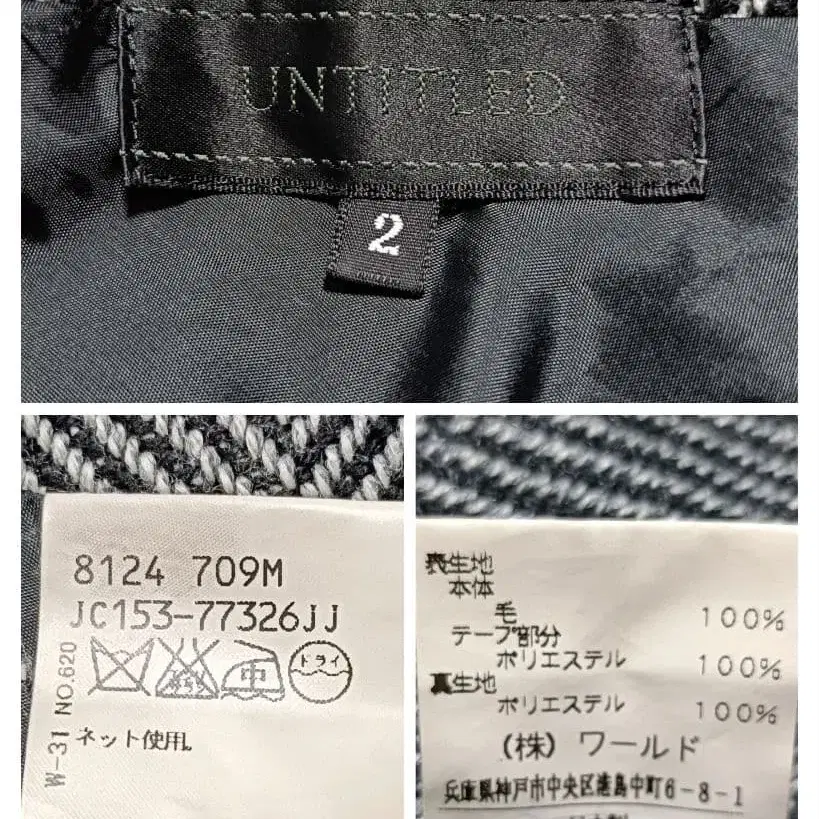 UNTITLED
2
8124 709M
JC153-77326JJ
中
ドライ
W-31 NO.620
ネット使用。
表生地
本体
毛 100%
テープ部分
ポリエステル 100%
裏生地
ポリエステル 100%
(株) ワールド
兵庫県神戸市中央区港島中町6-8-1